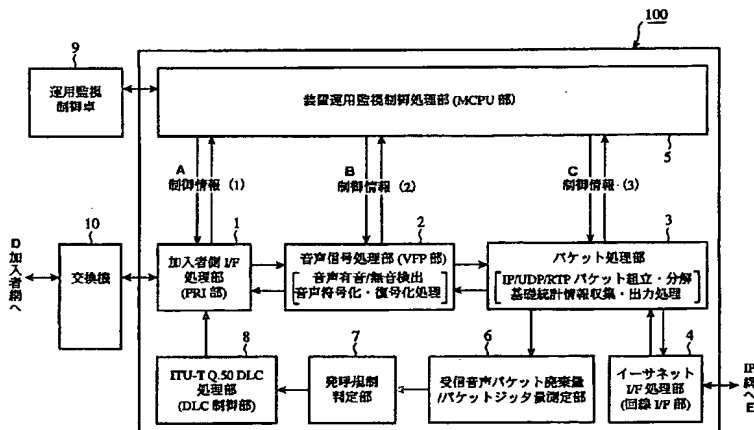 100
9
運用監視
制御卓
装置運用監視制御処理部 (MCPU 部)
5
A
制御情報 (1)
B
制御情報 (2)
C
制御情報 (3)
D
加入者網へ
10
交換機
1
加入者側 I/F
処理部
(PRI 部)
2
音声信号処理部 (VFP 部)
音声有音/無音検出
音声符号化・復号化処理
3
パケット処理部
IP/UDP/RTP パケット組立・分解
基礎統計情報収集・出力処理
8
ITU-T Q.50 DLC
処理部
(DLC 制御部)
7
発呼規制
判定部
6
受信音声パケット廃棄量
/パケットジッタ量測定部
4
イーサネット
I/F 処理部
(回線 I/F 部)
IP
網へ
E